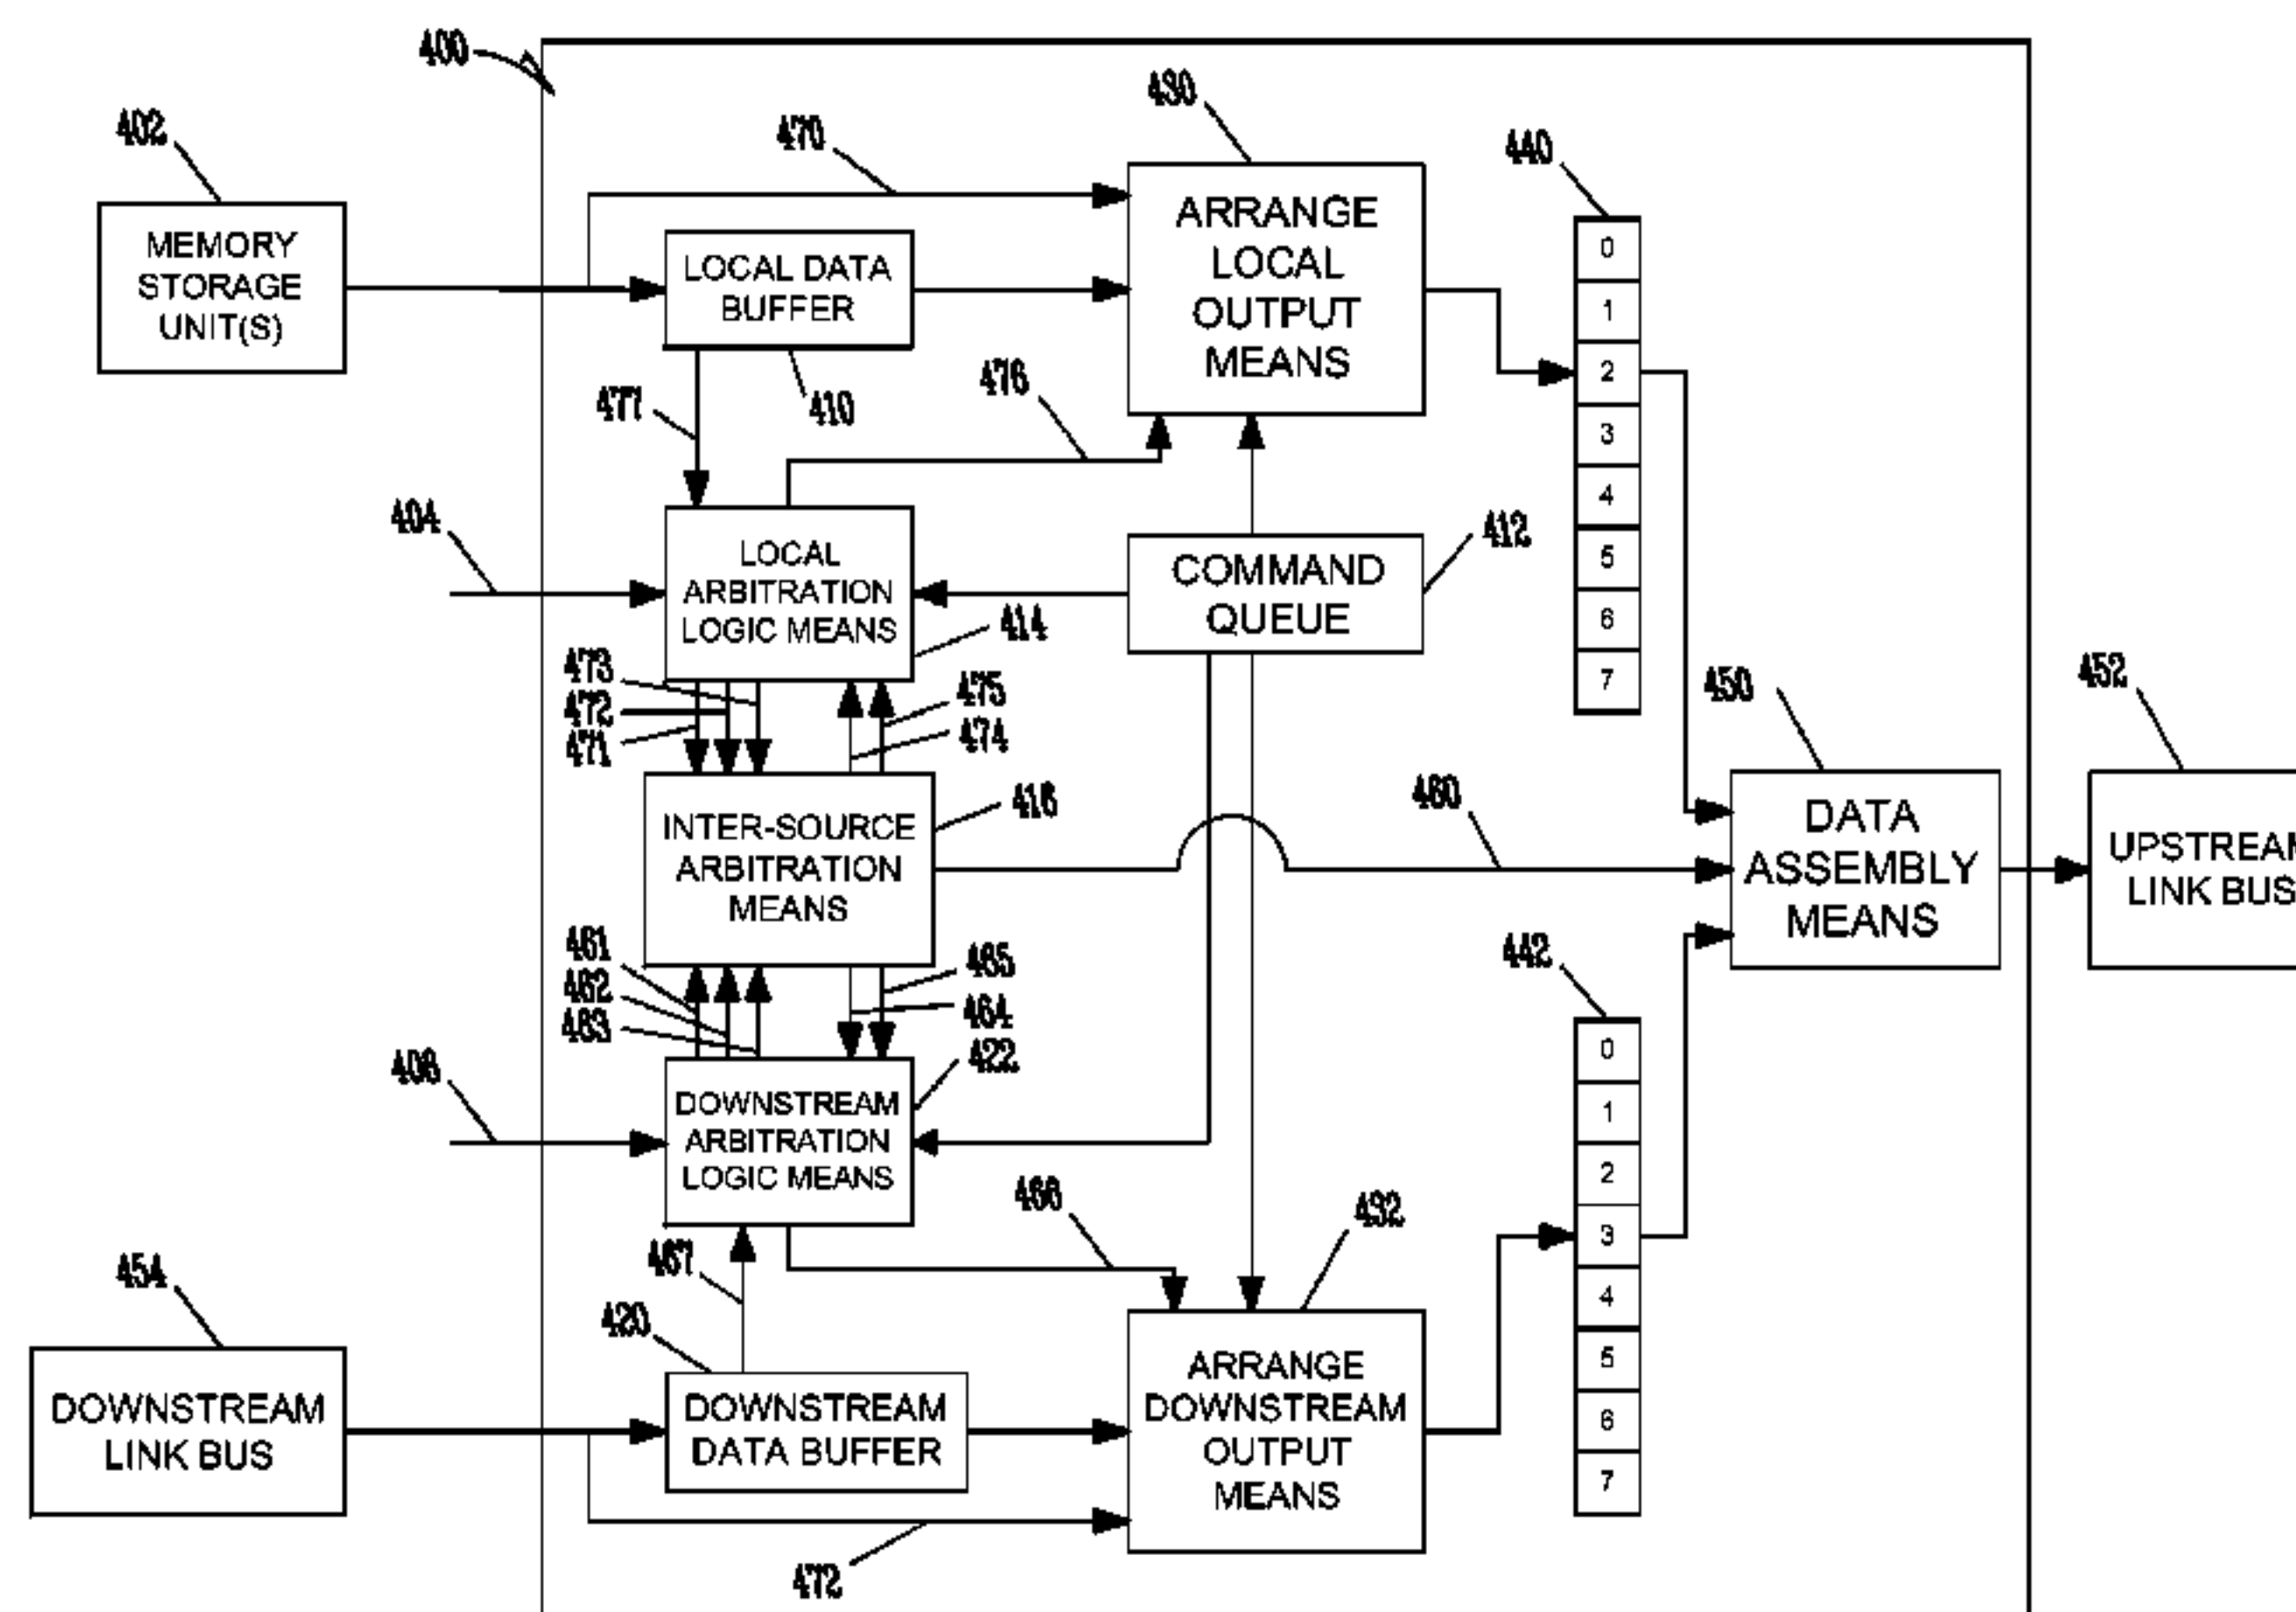 400
402
470
430
440
MEMORY
STORAGE
UNIT(S)
LOCAL DATA
BUFFER
ARRANGE
LOCAL
OUTPUT
MEANS
0
1
2
3
4
5
6
7
477
410
476
404
LOCAL
ARBITRATION
LOGIC MEANS
COMMAND
QUEUE
412
414
473
472
471
475
474
450
452
INTER-SOURCE
ARBITRATION
MEANS
416
460
DATA
ASSEMBLY
MEANS
LINK BUS
461
462
463
465
464
442
408
422
DOWNSTREAM
ARBITRATION
LOGIC MEANS
0
1
2
3
4
5
6
7
466
432
467
454
420
DOWNSTREAM
LINK BUS
DOWNSTREAM
DATA BUFFER
ARRANGE
DOWNSTREAM
OUTPUT
MEANS
472